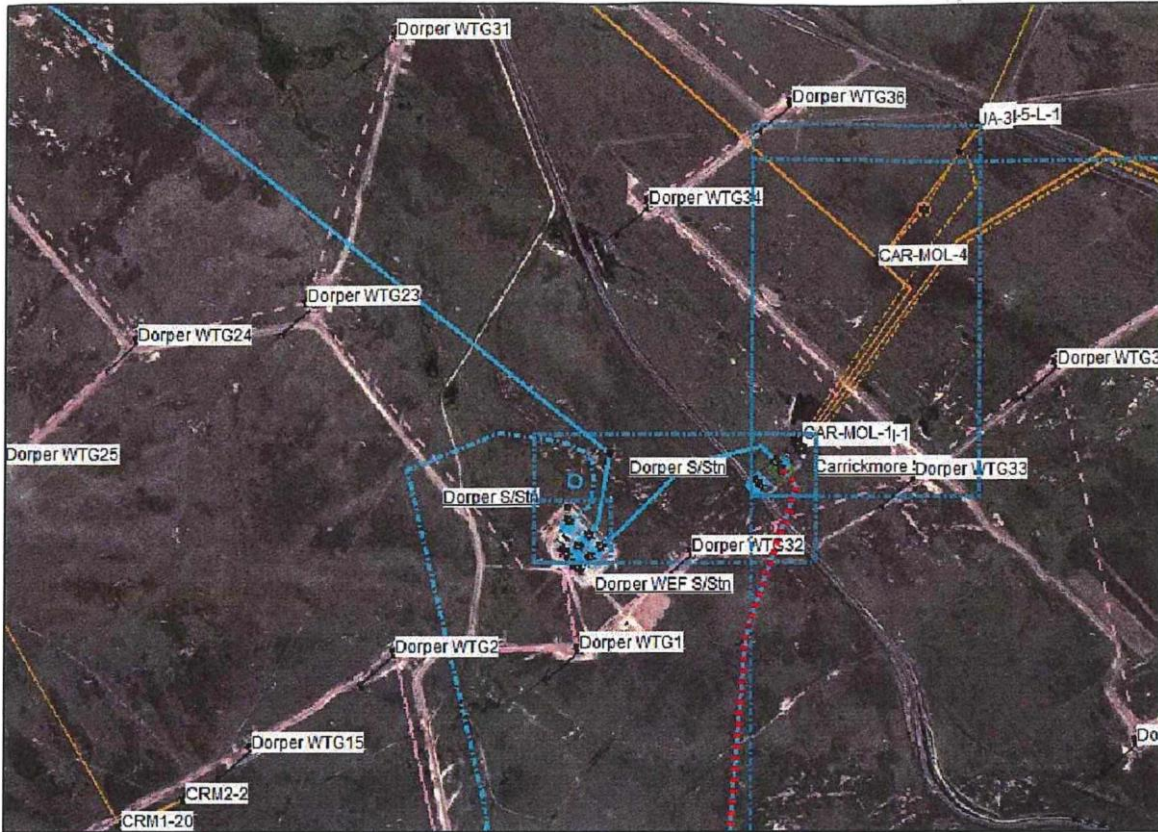 Dorper WTG31
Dorper WTG36
JA-3
-5-L-1
Dorper WTG34
CAR-MOL-4
Dorper WTG23
Dorper WTG24
Dorper WTG3
Dorper WTG25
CAR-MOL-1
-1
Dorper S/Stn
Carrickmore
Dorper WTG33
Dorper S/Stn
Dorper WTG32
Dorper WEF S/Stn
Dorper WTG2
Dorper WTG1
Dorper WTG15
Do
CRM2-2
CRM1-20